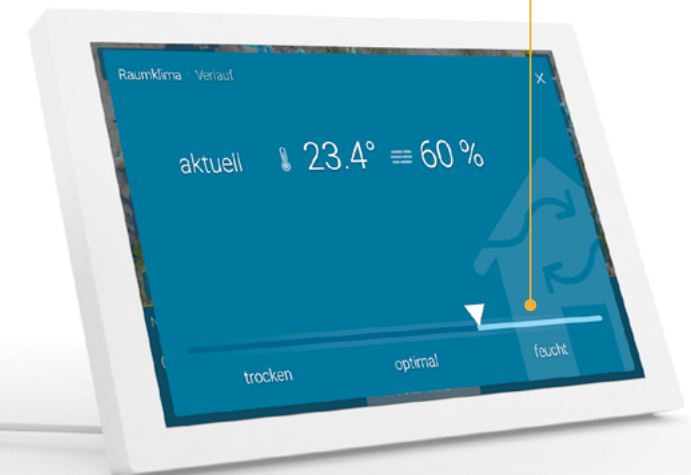 Raumklima | Verlauf X
aktuell 23.4° 60 %
trocken optimal feucht